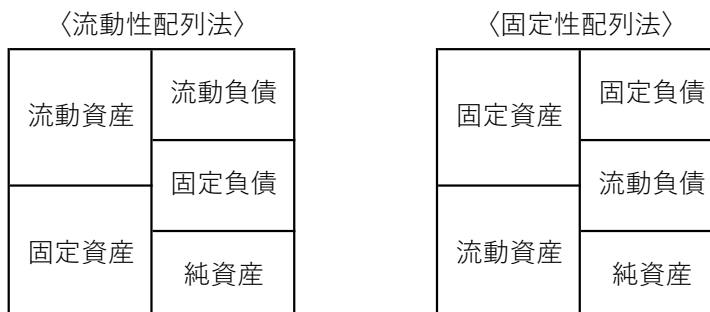 〈流動性配列法〉
流動資産
流動負債
固定負債
固定資産
純資産
〈固定性配列法〉
固定資産
固定負債
流動負債
流動資産
純資産